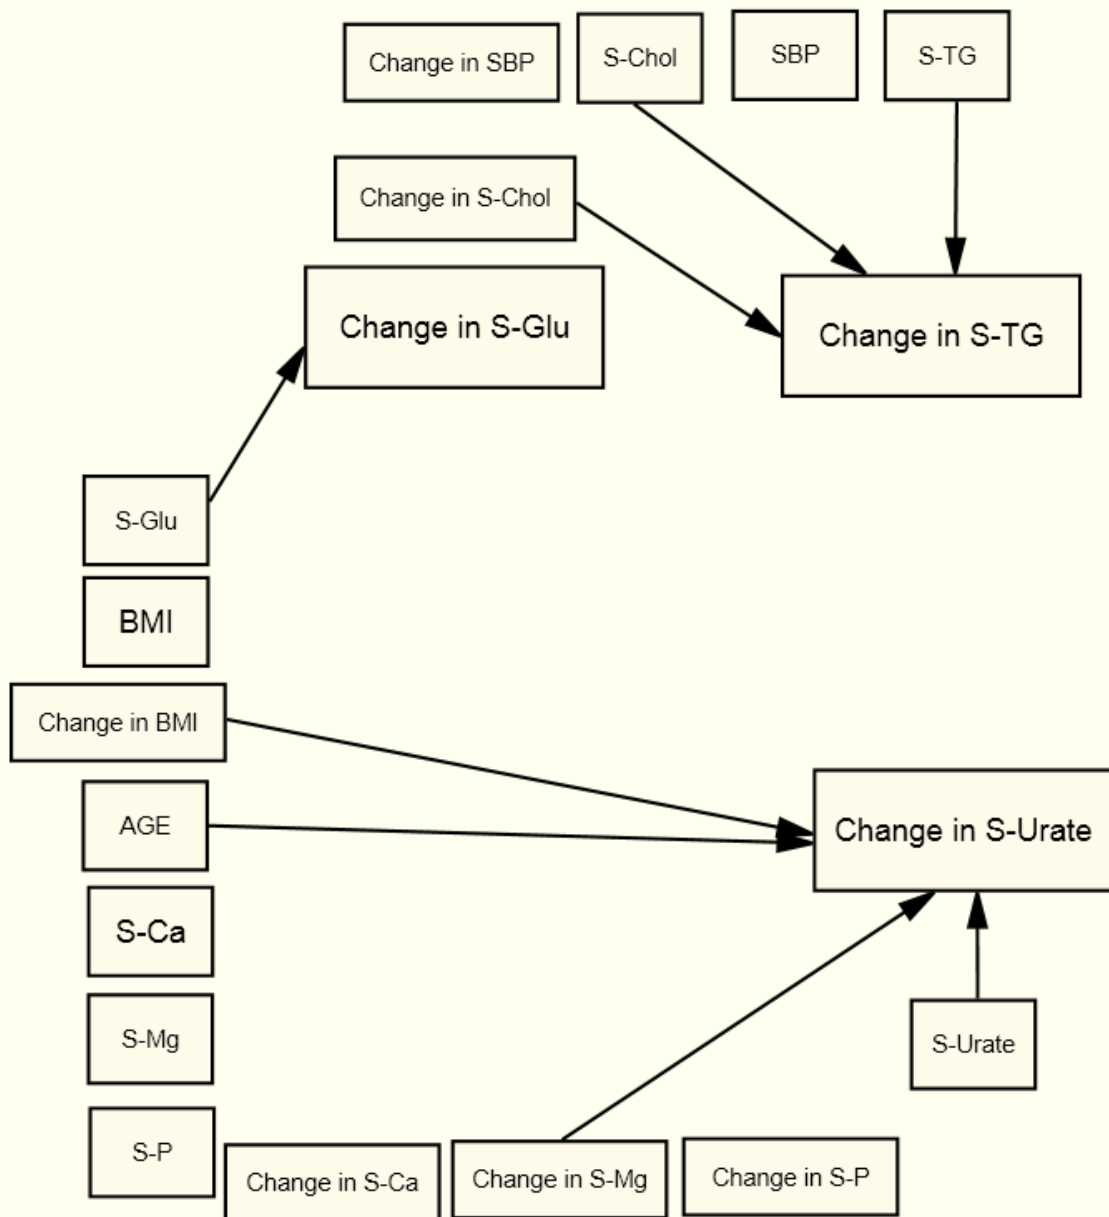 Change in SBP
S-Chol
SBP
S-TG
Change in S-Chol
Change in S-Glu
Change in S-TG
S-Glu
BMI
Change in BMI
AGE
Change in S-Urate
S-Ca
S-Mg
S-Urate
S-P
Change in S-Ca
Change in S-Mg
Change in S-P